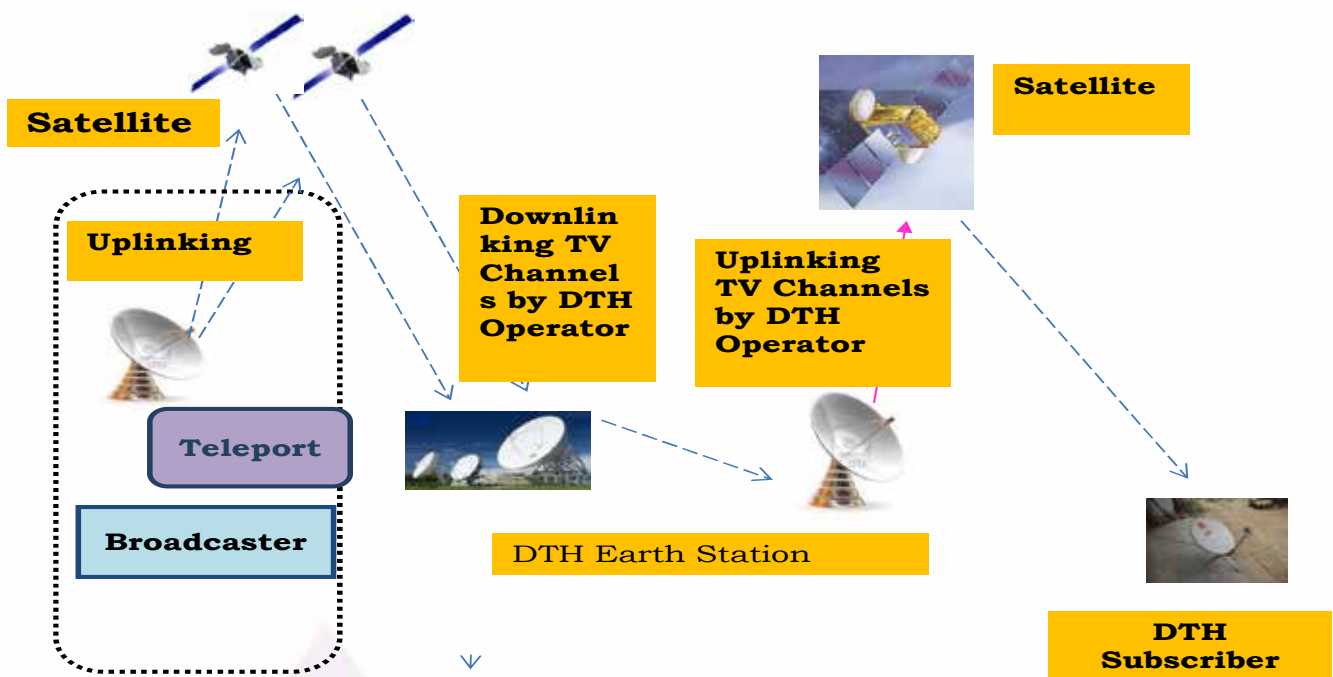 Satellite
Satellite
Uplinking
Downlin
king TV
Channel
s by DTH
Operator
Uplinking
TV Channels
by DTH
Operator
Teleport
Broadcaster
DTH Earth Station
DTH
Subscriber